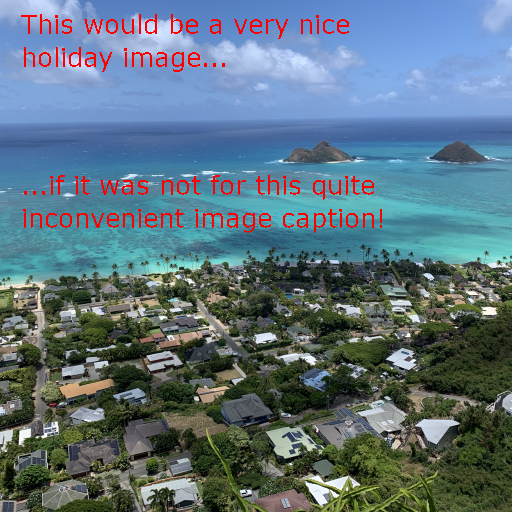 This would be a very nice
holiday image...
...if it was not for this quite
inconvenient image caption!